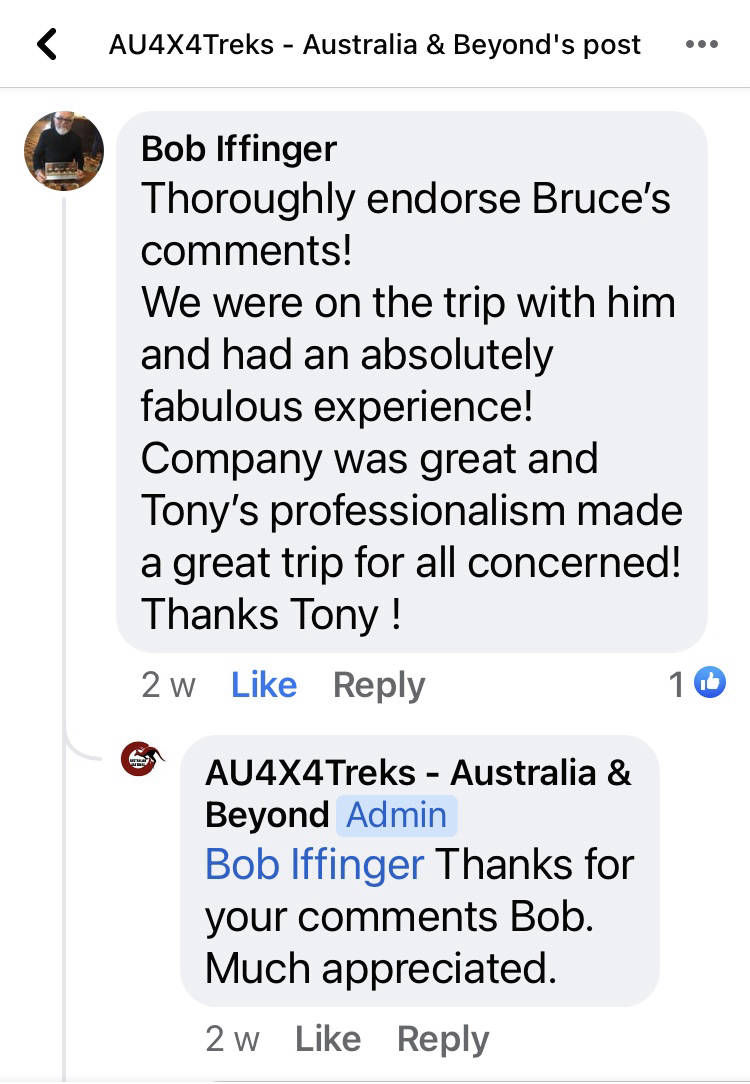 AU4X4Treks - Australia & Beyond's post
Bob Iffinger
Thoroughly endorse Bruce’s
comments!
We were on the trip with him
and had an absolutely
fabulous experience!
Company was great and
Tony’s professionalism made
a great trip for all concerned!
Thanks Tony !
2 w Like Reply 1
AU4X4Treks - Australia &
Beyond Admin
Bob Iffinger Thanks for
your comments Bob.
Much appreciated.
2 w Like Reply